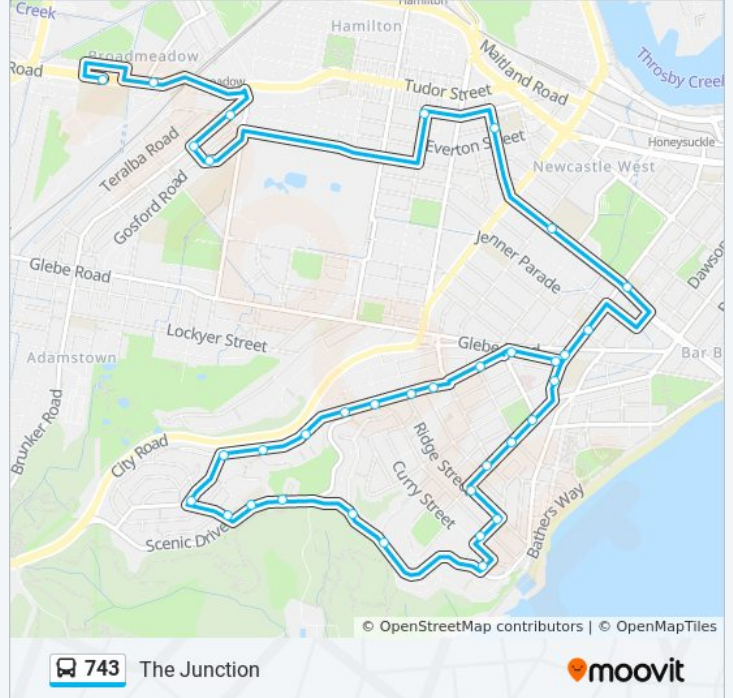 Creek
Hamilton
Hamilton
Broadmeadow
Road
Maitland Road
Throsby Creek
Tudor Street
Everton Street
Honeysuckle
Newcastle West
Teralba Road
Gosford Road
Jenner Parade
Dawson
Glebe Road
Lockyer Street
Glebe
Adamstown
Bar B
Brunker Road
City Road
Ridge Street
Curry Street
Bathers Way
Scenic Drive
© OpenStreetMap contributors | © OpenMapTiles
743 The Junction
moovit